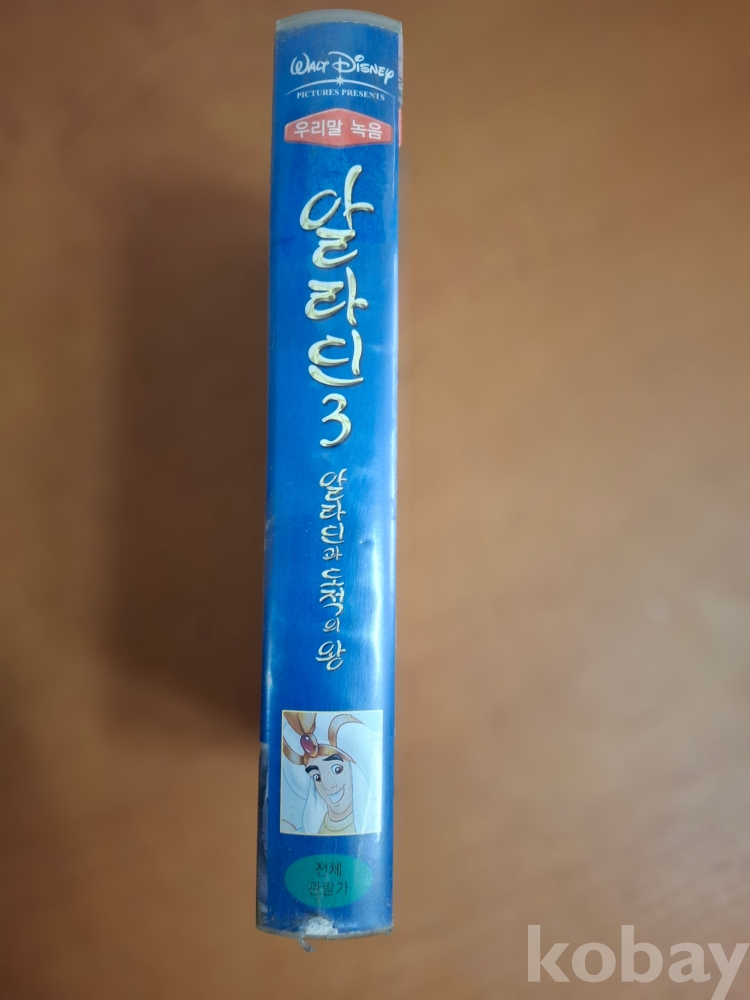 WALT DISNEY
PICTURES PRESENTS
우리말 녹음
알라딘3
알라딘과 도적의 왕
전체
관람가
kobay